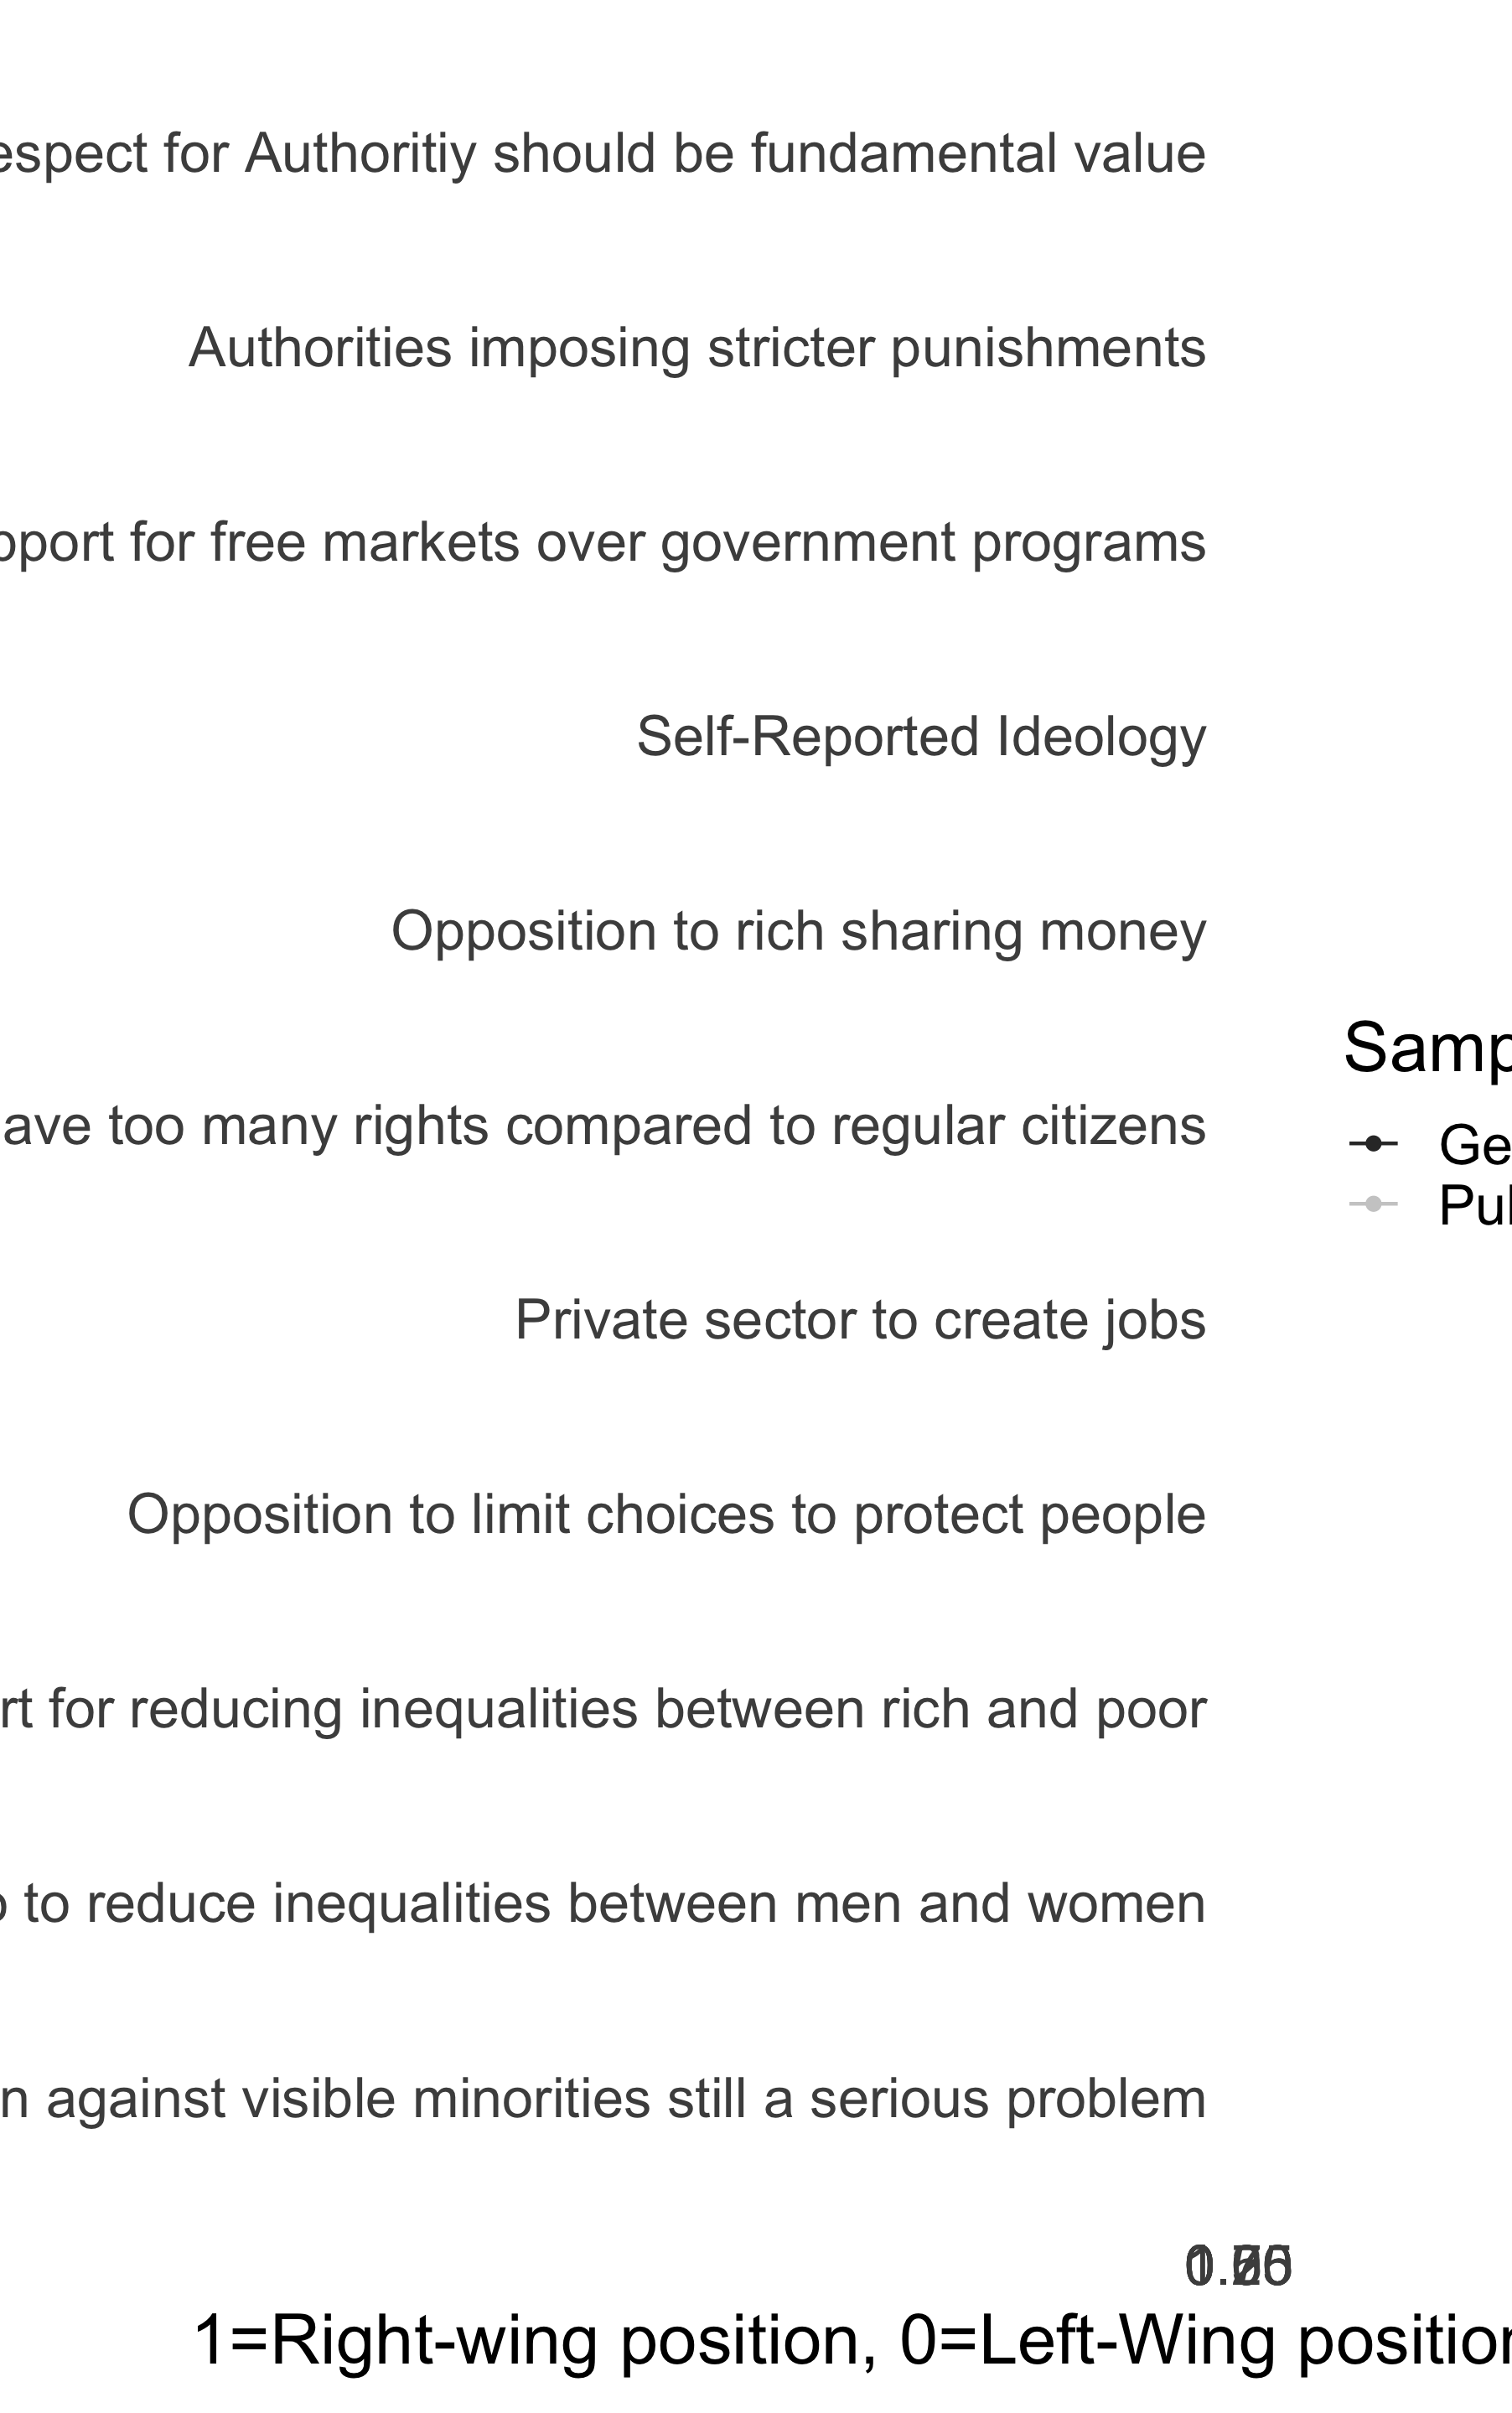 espect for Authoritiy should be fundamental value
Authorities imposing stricter punishments
pport for free markets over government programs
Self-Reported Ideology
Opposition to rich sharing money
Samp
ave too many rights compared to regular citizens
Ge
Pul
Private sector to create jobs
Opposition to limit choices to protect people
rt for reducing inequalities between rich and poor
to reduce inequalities between men and women
n against visible minorities still a serious problem
1=Right-wing position, 0=Left-Wing position